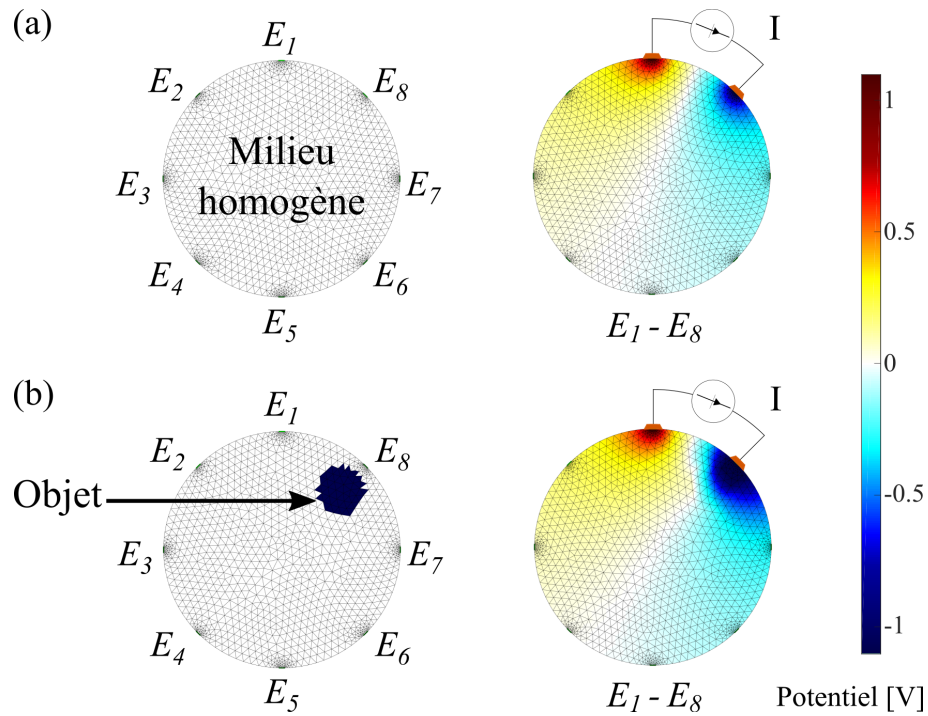 (a)
E1
E2
E8
E3
Milieu
homogène
E7
E4
E6
E5
I
E1 - E8
(b)
E1
E2
E8
Objet
E3
E7
E4
E6
E5
I
E1 - E8
1
0.5
0
-0.5
-1
Potentiel [V]